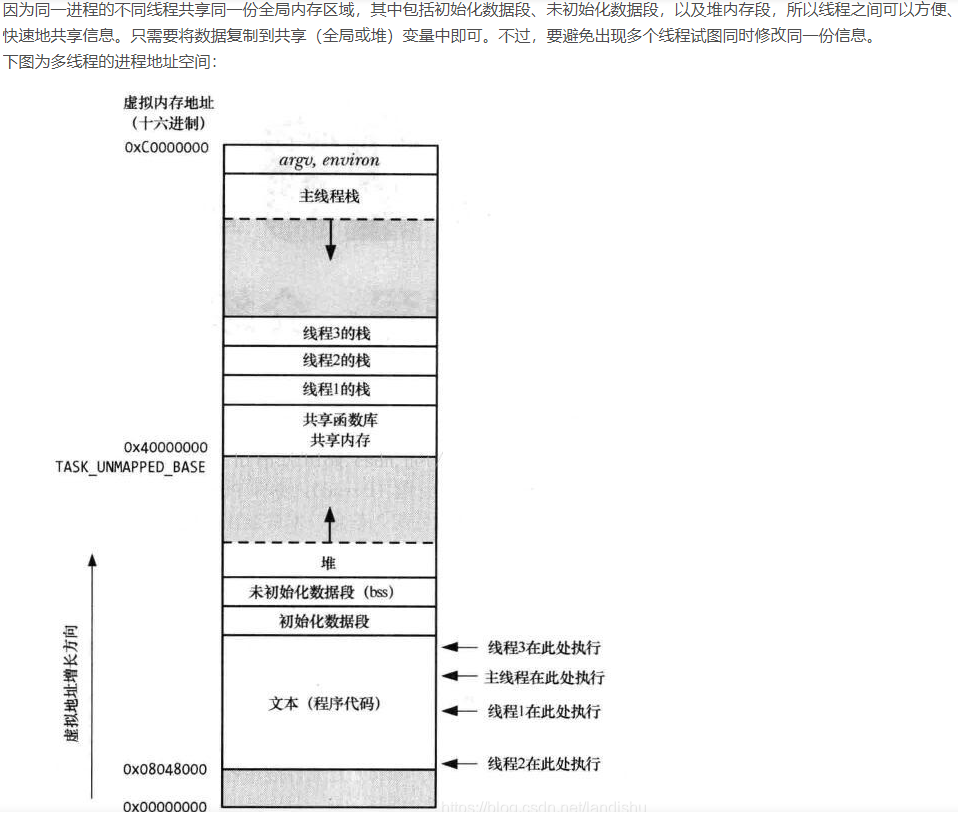 因为同一进程的不同线程共享同一份全局内存区域，其中包括初始化数据段、未初始化数据段，以及堆内存段，所以线程之间可以方便、
快速地共享信息。只需要将数据复制到共享（全局或堆）变量中即可。不过，要避免出现多个线程试图同时修改同一份信息。
下图为多线程的进程地址空间：
虚拟内存地址
（十六进制）
0xC0000000
argv, environ
主线程栈
线程3的栈
线程2的栈
线程1的栈
共享函数库
共享内存
0x40000000
TASK_UNMAPPED_BASE
堆
未初始化数据段（bss）
初始化数据段
线程3在此处执行
主线程在此处执行
文本（程序代码）
线程1在此处执行
虚拟地址增长方向
线程2在此处执行
0x08048000
0x00000000
https://blog.csdn.net/landishu